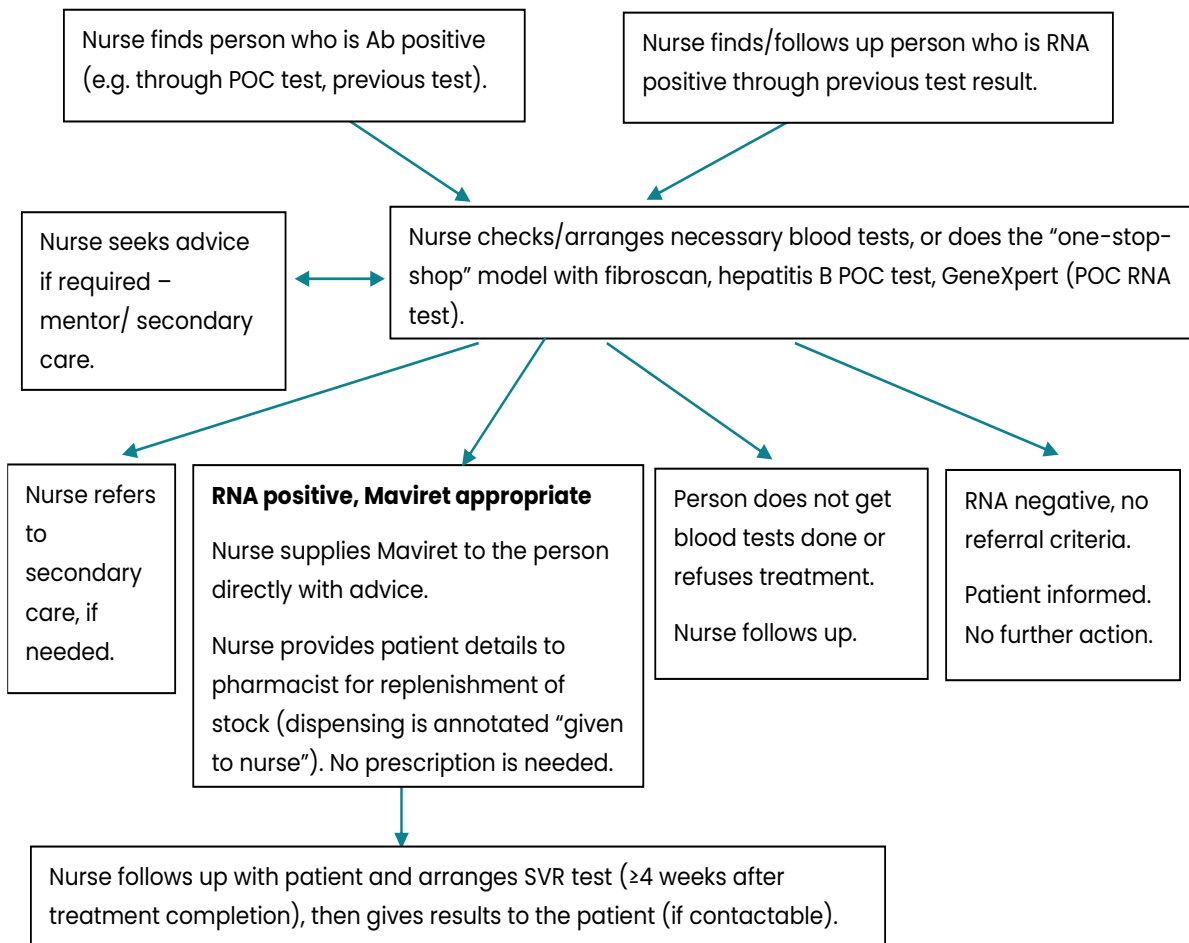 Nurse finds person who is Ab positive
(e.g. through POC test, previous test).
Nurse finds/follows up person who is RNA
positive through previous test result.
Nurse seeks advice
if required –
mentor/ secondary
care.
Nurse checks/arranges necessary blood tests, or does the “one-stop-
shop” model with fibroscan, hepatitis B POC test, GeneXpert (POC RNA
test).
Nurse refers
to
secondary
care, if
needed.
RNA positive, Maviret appropriate
Nurse supplies Maviret to the person
directly with advice.
Nurse provides patient details to
pharmacist for replenishment of
stock (dispensing is annotated “given
to nurse”). No prescription is needed.
Person does not get
blood tests done or
refuses treatment.
Nurse follows up.
RNA negative, no
referral criteria.
Patient informed.
No further action.
Nurse follows up with patient and arranges SVR test (≥4 weeks after
treatment completion), then gives results to the patient (if contactable).